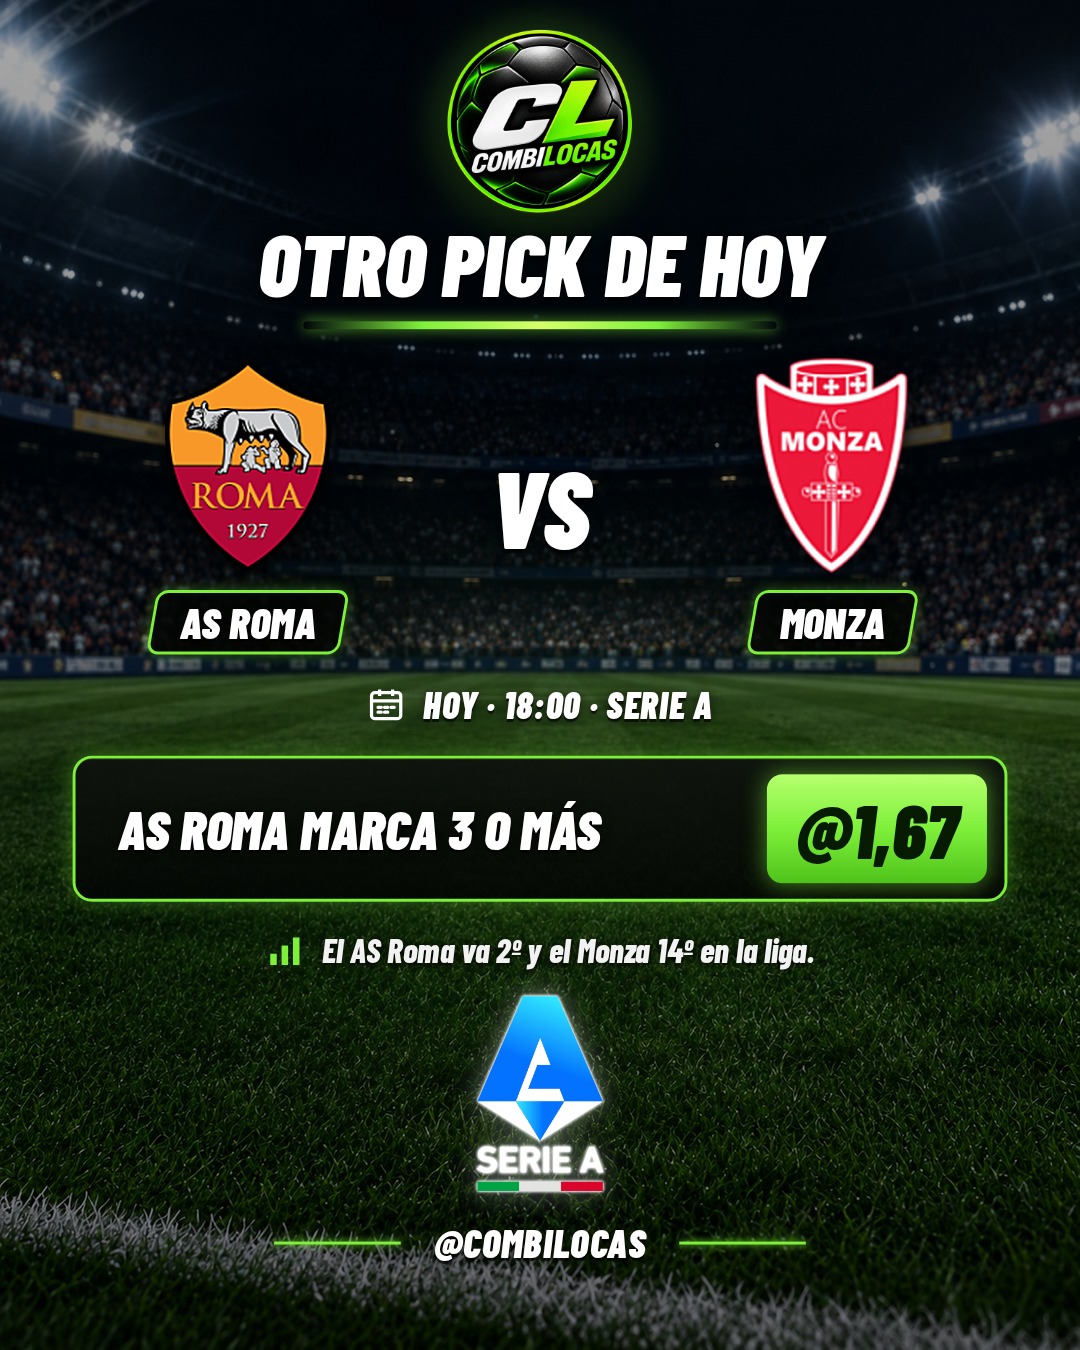 CL
COMBILOCAS
OTRO PICK DE HOY
ROMA
1927
VS
AC
MONZA
AS ROMA
MONZA
HOY · 18:00 · SERIE A
AS ROMA MARCA 3 O MÁS
@1,67
El AS Roma va 2º y el Monza 14º en la liga.
SERIE A
@COMBILOCAS